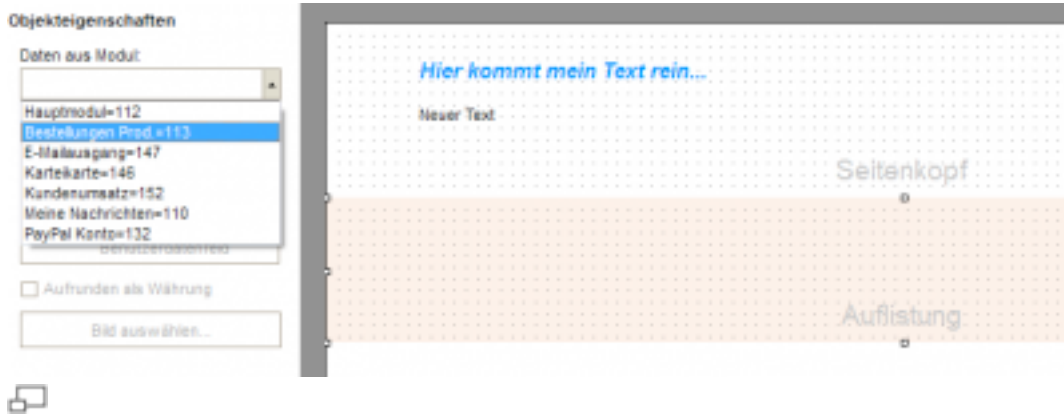 Objekteigenschaften
Daten aus Modul:
Hauptmodul=112
Bestellungen Prod.=113
E-Mailausgang=147
Karteikarte=146
Kundenumsatz=152
Meine Nachrichten=110
PayPal Konto=132
Benutzerdatenfeld
Aufrunden als Währung
Bild auswählen...
Hier kommt mein Text rein...
Neuer Text
Seitenkopf
Auflistung